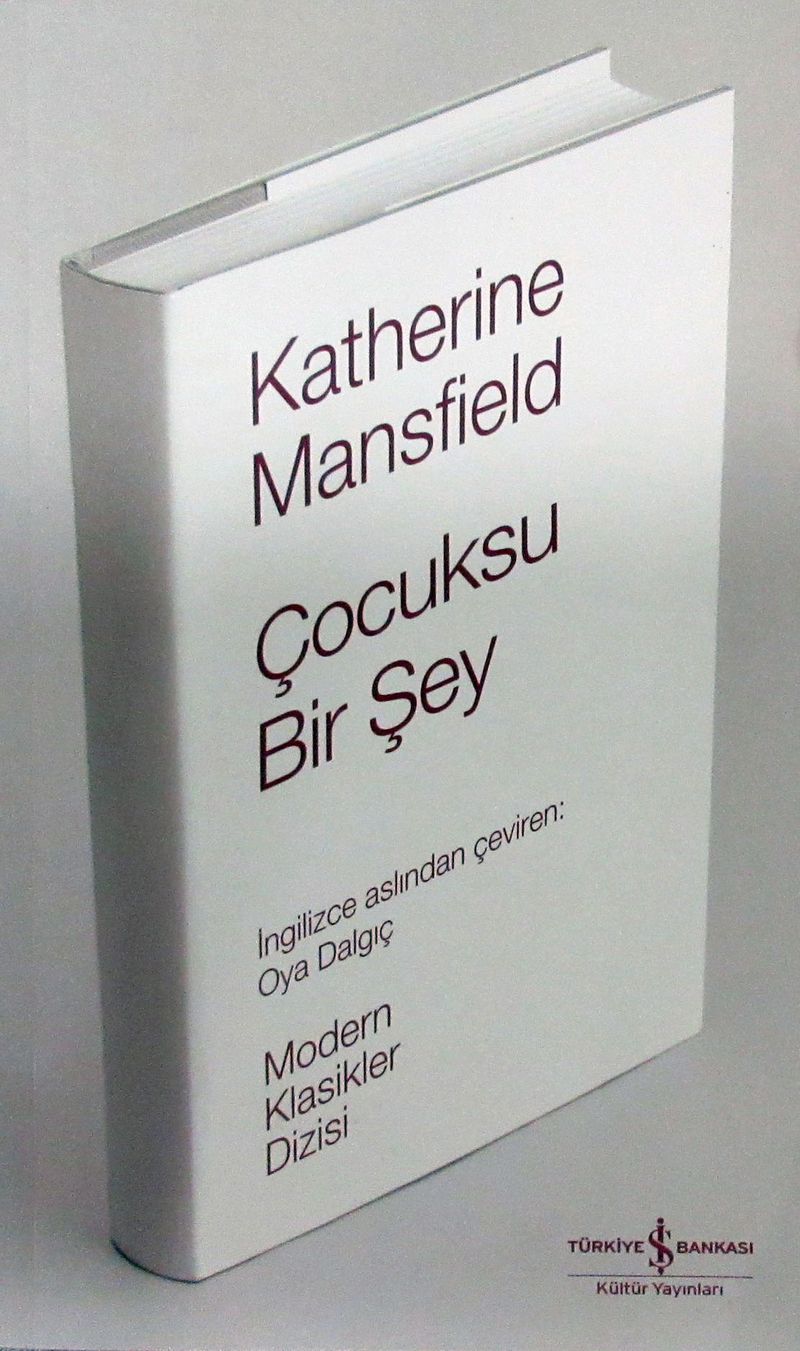 Katherine
Mansfield
Çocuksu
Bir Şey
İngilizce aslından çeviren:
Oya Dalgıç
Modern
Klasikler
Dizisi
TÜRKİYE İŞ BANKASI
Kültür Yayınları